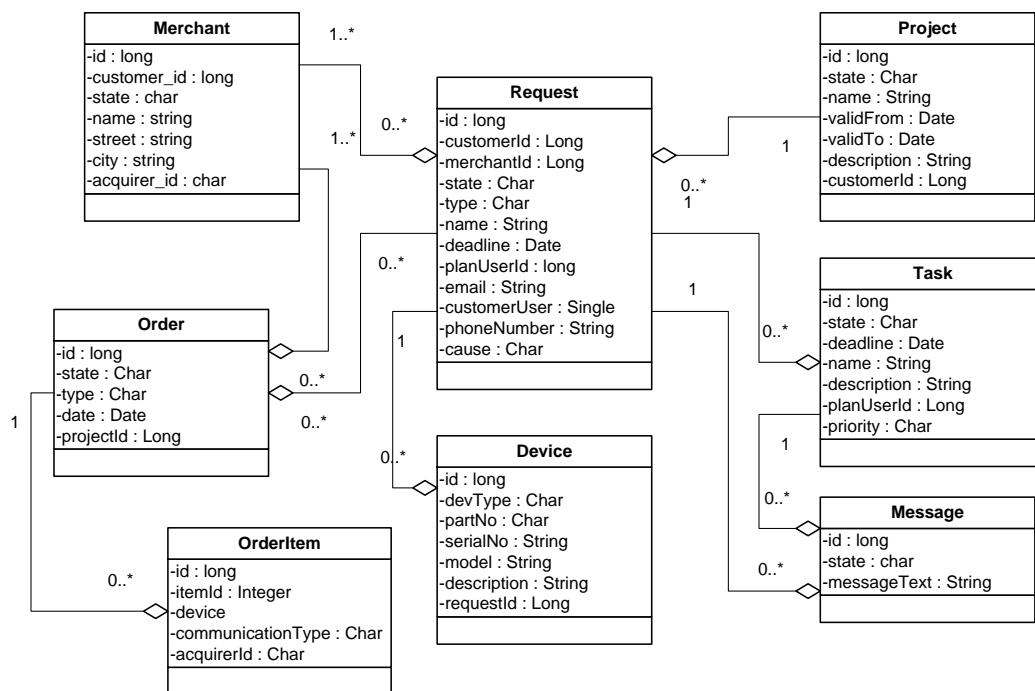 Merchant
-id : long
-customer_id : long
-state : char
-name : string
-street : string
-city : string
-acquirer_id : char
1..*
0..*
1..*
Request
-id : long
-customerId : Long
-merchantId : Long
-state : Char
-type : Char
-name : String
-deadline : Date
-planUserId : long
-email : String
-customerUser : Single
-phoneNumber : String
-cause : Char
Project
-id : long
-state : Char
-name : String
-validFrom : Date
-validTo : Date
-description : String
-customerId : Long
1
0..*
1
0..*
1
1
0..*
Task
-id : long
-state : Char
-deadline : Date
-name : String
-description : String
-planUserId : Long
-priority : Char
Order
-id : long
-state : Char
-type : Char
-date : Date
-projectId : Long
0..*
0..*
1
0..*
Device
-id : long
-devType : Char
-partNo : Char
-serialNo : String
-model : String
-description : String
-requestId : Long
1
0..*
0..*
Message
-id : long
-state : char
-messageText : String
0..*
OrderItem
-id : long
-itemId : Integer
-device
-communicationType : Char
-acquirerId : Char